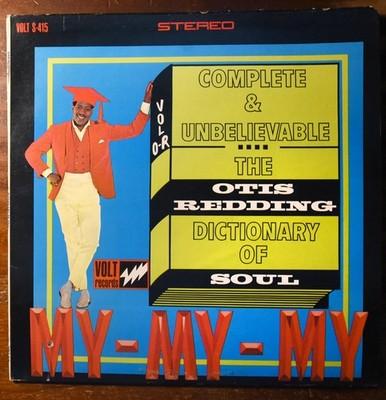 VOLT S-415
STEREO
VOL O-R
COMPLETE
&
UNBELIEVABLE
THE
OTIS
REDDING
DICTIONARY
OF
SOUL
VOLT
records
MY-MY-MY